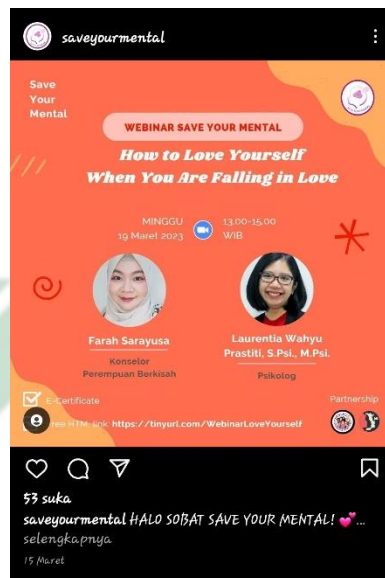 saveyourmental
Save
Your
Mental
WEBINAR SAVE YOUR MENTAL
How to Love Yourself
When You Are Falling in Love
MINGGU
19 Maret 2023
13.00-15.00
WIB
Farah Sarayusa
Konselor
Perempuan Berkisah
Laurentia Wahyu
Prastiti, S.Psi., M.Psi.
Psikolog
E-Certificate
Partnership
ree HTM, link: https://tinyurl.com/WebinarLoveYourself
53 suka
saveyourmental HALO SOBAT SAVE YOUR MENTAL! 💕...
selengkapnya
15 Maret